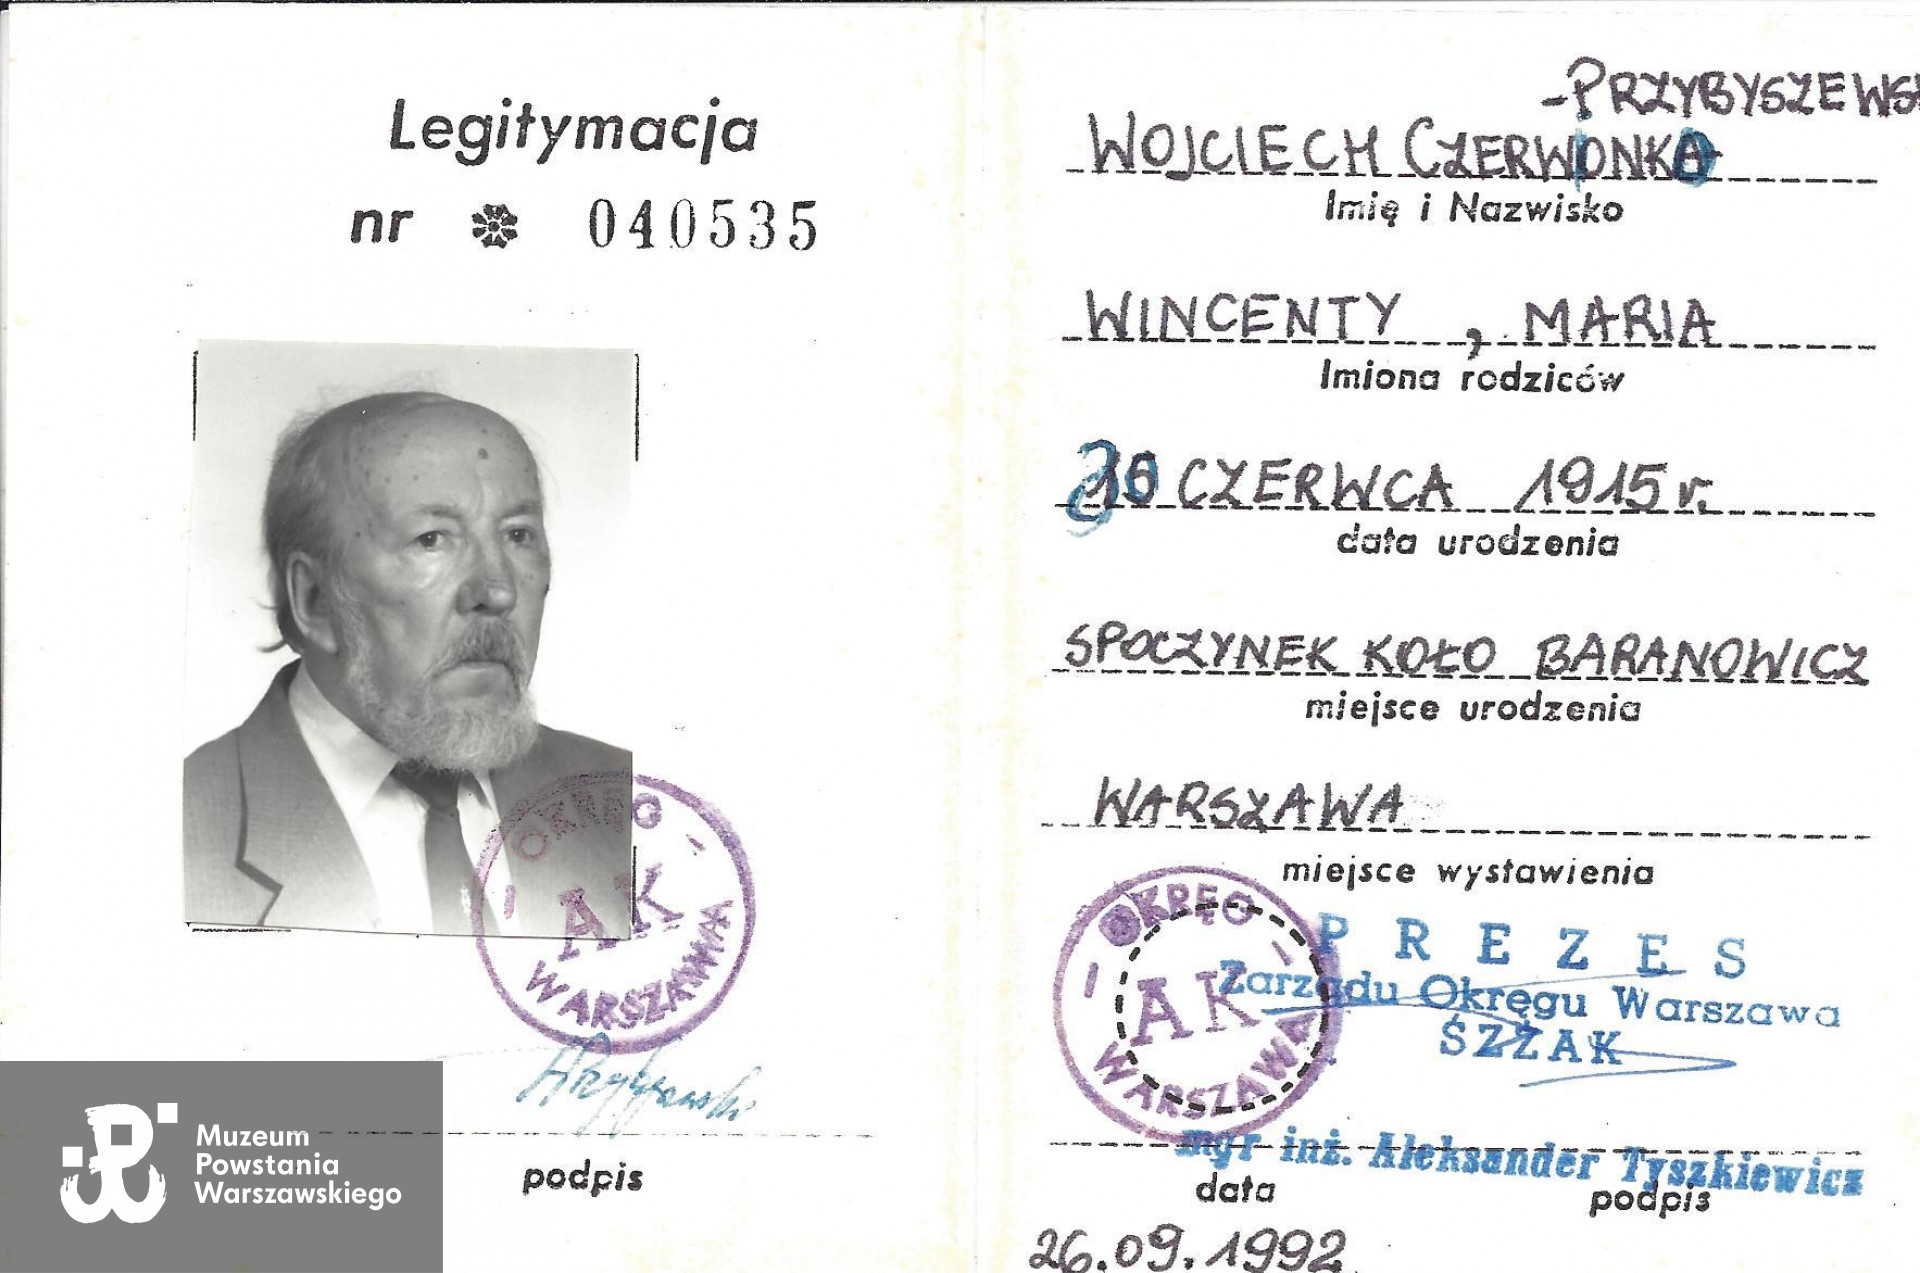 Legitymacja
nr 040535
OKRĘG
AK
WARSZAWA
podpis
Muzeum
Powstania
Warszawskiego
-PRZYBYSZEWS
WOJCIECH CZERWONKO
Imię i Nazwisko
WINCENTY, MARIA
Imiona rodziców
CZERWCA 1915 r.
data urodzenia
SPOCZYNEK KOŁO BARANOWICZ
miejsce urodzenia
WARSZAWA
miejsce wystawienia
OKRĘG
AK
WARSZAWA
PREZES
Zarządu Okręgu Warszawa
ŚZŻAK
mgr inż. Aleksander Tyszkiewicz
data podpis
26.09.1992